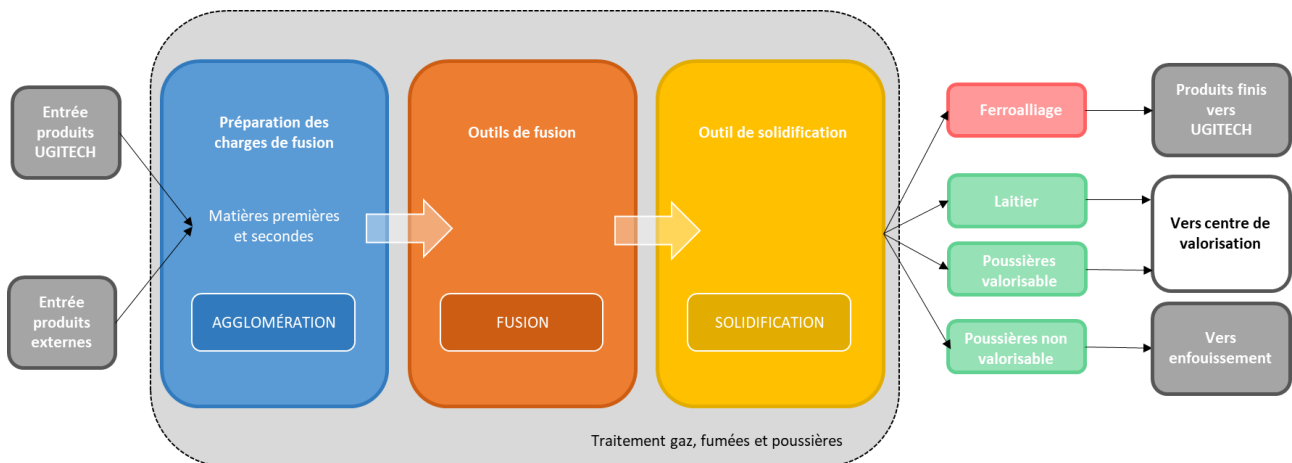 Entrée
produits
UGITECH
Entrée
produits
externes
Préparation des
charges de fusion
Matières premières
et secondes
AGGLOMÉRATION
Outils de fusion
FUSION
Outil de solidification
SOLIDIFICATION
Traitement gaz, fumées et poussières
Ferroalliage
Laitier
Poussières
valorisable
Poussières non
valorisable
Produits finis
vers
UGITECH
Vers centre de
valorisation
Vers
enfouissement